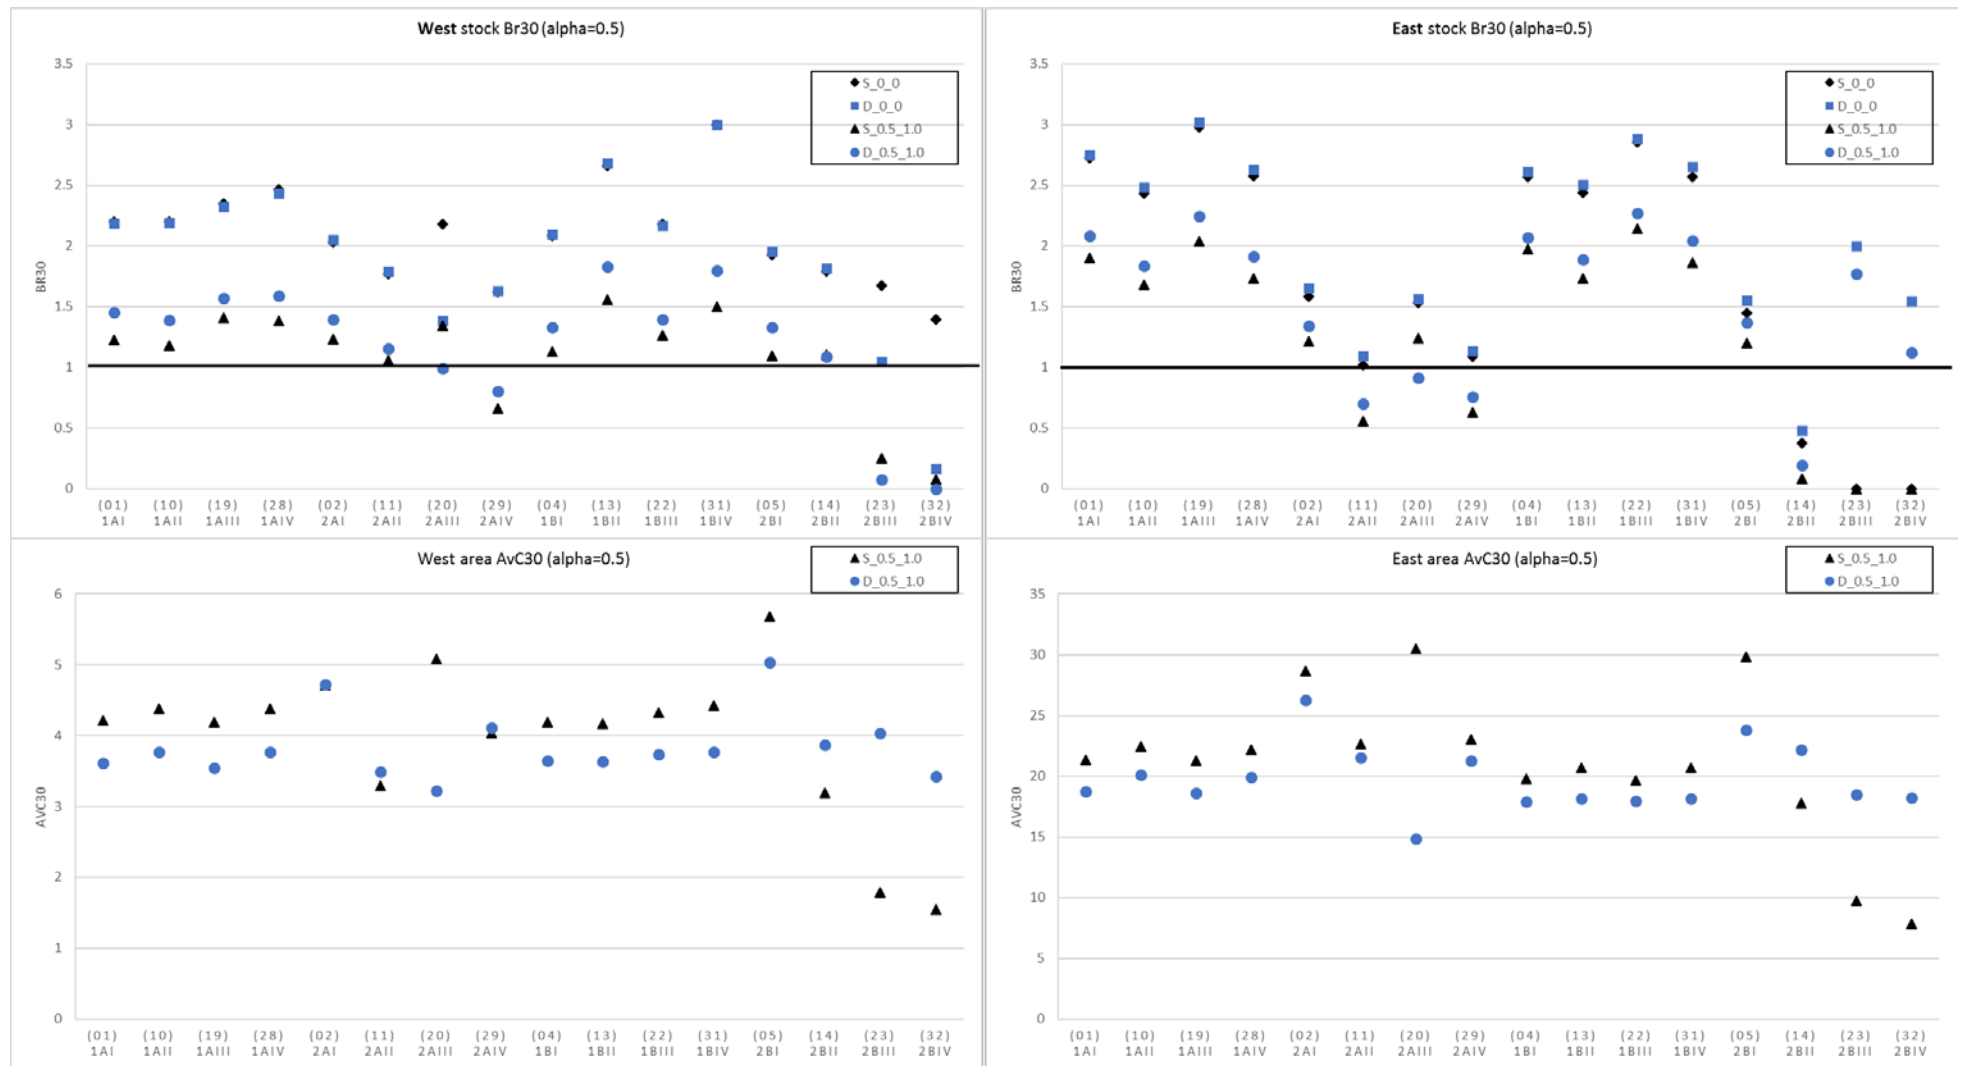 West stock Br30 (alpha=0.5)
3.5
3
2.5
2
1.5
1
0.5
0
BR30
S_0_0
D_0_0
S_0.5_1.0
D_0.5_1.0
(01) (10) (19) (28) (02) (11) (20) (29) (04) (13) (22) (31) (05) (14) (23) (32)
1AI 1AII 1AIII 1AIV 2AI 2AII 2AIII 2AIV 1BI 1BII 1BIII 1BIV 2BI 2BII 2BIII 2BIV
East stock Br30 (alpha=0.5)
3.5
3
2.5
2
1.5
1
0.5
0
BR30
S_0_0
D_0_0
S_0.5_1.0
D_0.5_1.0
(01) (10) (19) (28) (02) (11) (20) (29) (04) (13) (22) (31) (05) (14) (23) (32)
1AI 1AII 1AIII 1AIV 2AI 2AII 2AIII 2AIV 1BI 1BII 1BIII 1BIV 2BI 2BII 2BIII 2BIV
West area AvC30 (alpha=0.5)
S_0.5_1.0
D_0.5_1.0
6
5
4
3
2
1
0
AVC30
(01) (10) (19) (28) (02) (11) (20) (29) (04) (13) (22) (31) (05) (14) (23) (32)
1AI 1AII 1AIII 1AIV 2AI 2AII 2AIII 2AIV 1BI 1BII 1BIII 1BIV 2BI 2BII 2BIII 2BIV
East area AvC30 (alpha=0.5)
S_0.5_1.0
D_0.5_1.0
35
30
25
20
15
10
5
0
AVC30
(01) (10) (19) (28) (02) (11) (20) (29) (04) (13) (22) (31) (05) (14) (23) (32)
1AI 1AII 1AIII 1AIV 2AI 2AII 2AIII 2AIV 1BI 1BII 1BIII 1BIV 2BI 2BII 2BIII 2BIV